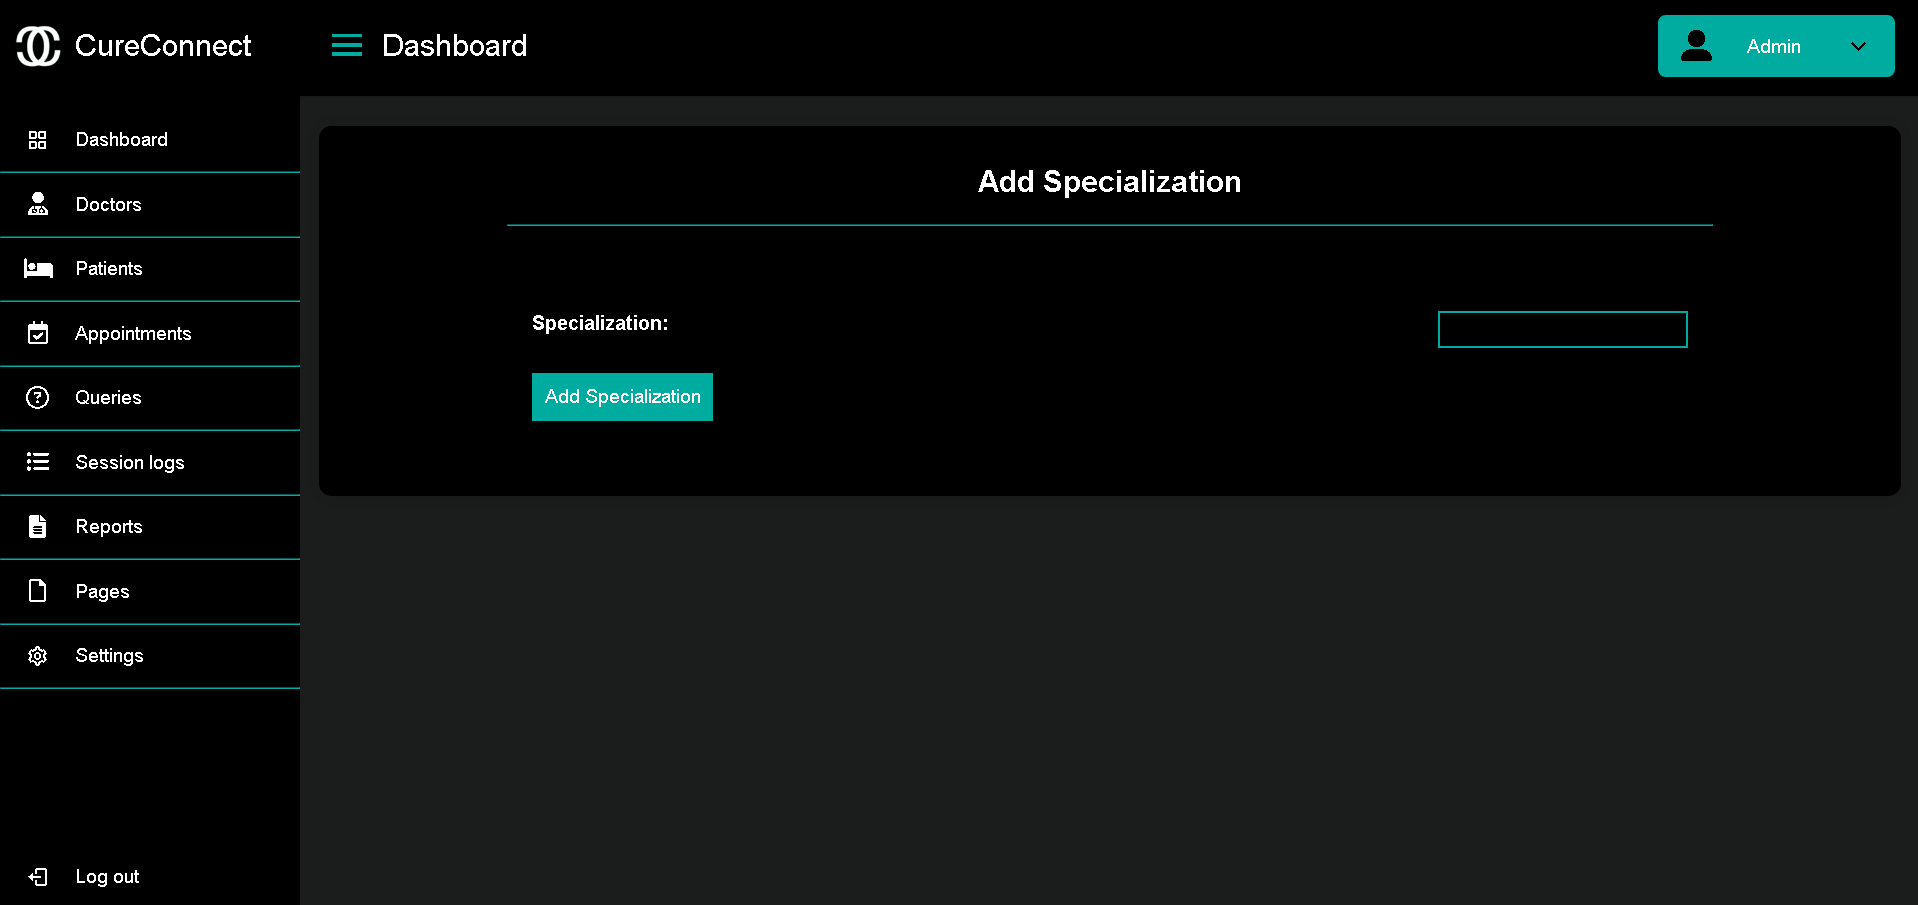 CureConnect
Dashboard
Admin
Dashboard
Doctors
Patients
Appointments
Queries
Session logs
Reports
Pages
Settings
Log out
Add Specialization
Specialization:
Add Specialization